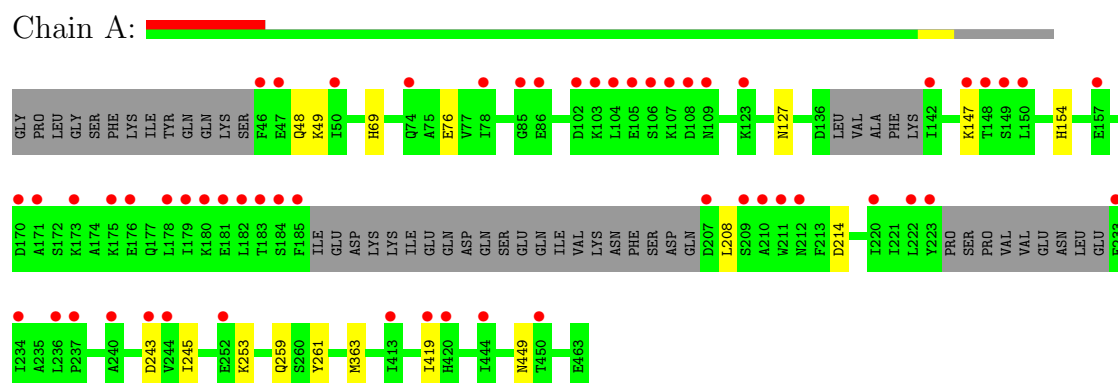 Chain A:
GLY PRO LEU GLY SER PHE LYS ILE TYR GLN GLN LYS SER F46 E47 Q48 K49 I50 H69 Q74 A75 E76 V77 I78 G85 E86 D102 K103 L104 E105 S106 K107 D108 N109 K123 N127 D136 LEU VAL ALA PHE LYS I142 K147 T148 S149 L150 H154 E157
D170 A171 S172 K173 A174 K175 E176 Q177 L178 I179 K180 E181 L182 T183 S184 F185 ILE GLU ASP LYS LYS ILE GLU GLN ASP GLN SER GLU GLN ILE VAL LYS ASN PHE SER ASP GLN D207 L208 S209 A210 W211 N212 F213 D214 I220 I221 L222 Y223 PRO SER PRO VAL VAL GLU ASN LEU GLU
I234 A235 L236 P237 A240 D243 V244 I245 E252 K253 Q259 S260 Y261 M363 I413 I419 H420 I444 N449 T450 E463